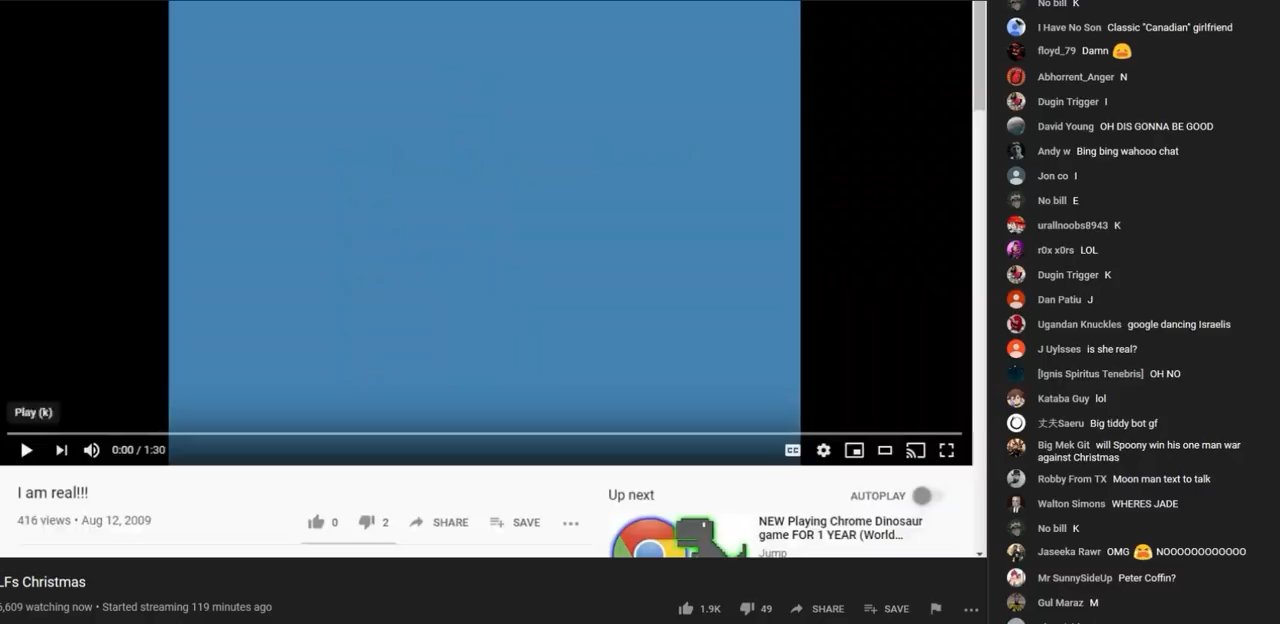 Play (k)
0:00 / 1:30
CC
I am real!!!
416 views • Aug 12, 2009
0
2
SHARE
SAVE
Up next
AUTOPLAY
NEW Playing Chrome Dinosaur
game FOR 1 YEAR (World...
Jump
LFs Christmas
6,609 watching now • Started streaming 119 minutes ago
1.9K
49
SHARE
SAVE
No bill K
I Have No Son Classic "Canadian" girlfriend
floyd_79 Damn
Abhorrent_Anger N
Dugin Trigger I
David Young OH DIS GONNA BE GOOD
Andy w Bing bing wahooo chat
Jon co I
No bill E
urallnoobs8943 K
r0x x0rs LOL
Dugin Trigger K
Dan Patiu J
Ugandan Knuckles google dancing Israelis
J Uylsses is she real?
[Ignis Spiritus Tenebris] OH NO
Kataba Guy lol
丈夫Saeru Big tiddy bot gf
Big Mek Git will Spoony win his one man war
against Christmas
Robby From TX Moon man text to talk
Walton Simons WHERES JADE
No bill K
Jaseeka Rawr OMG NOOOOOOOOOOOO
Mr SunnySideUp Peter Coffin?
Gul Maraz M